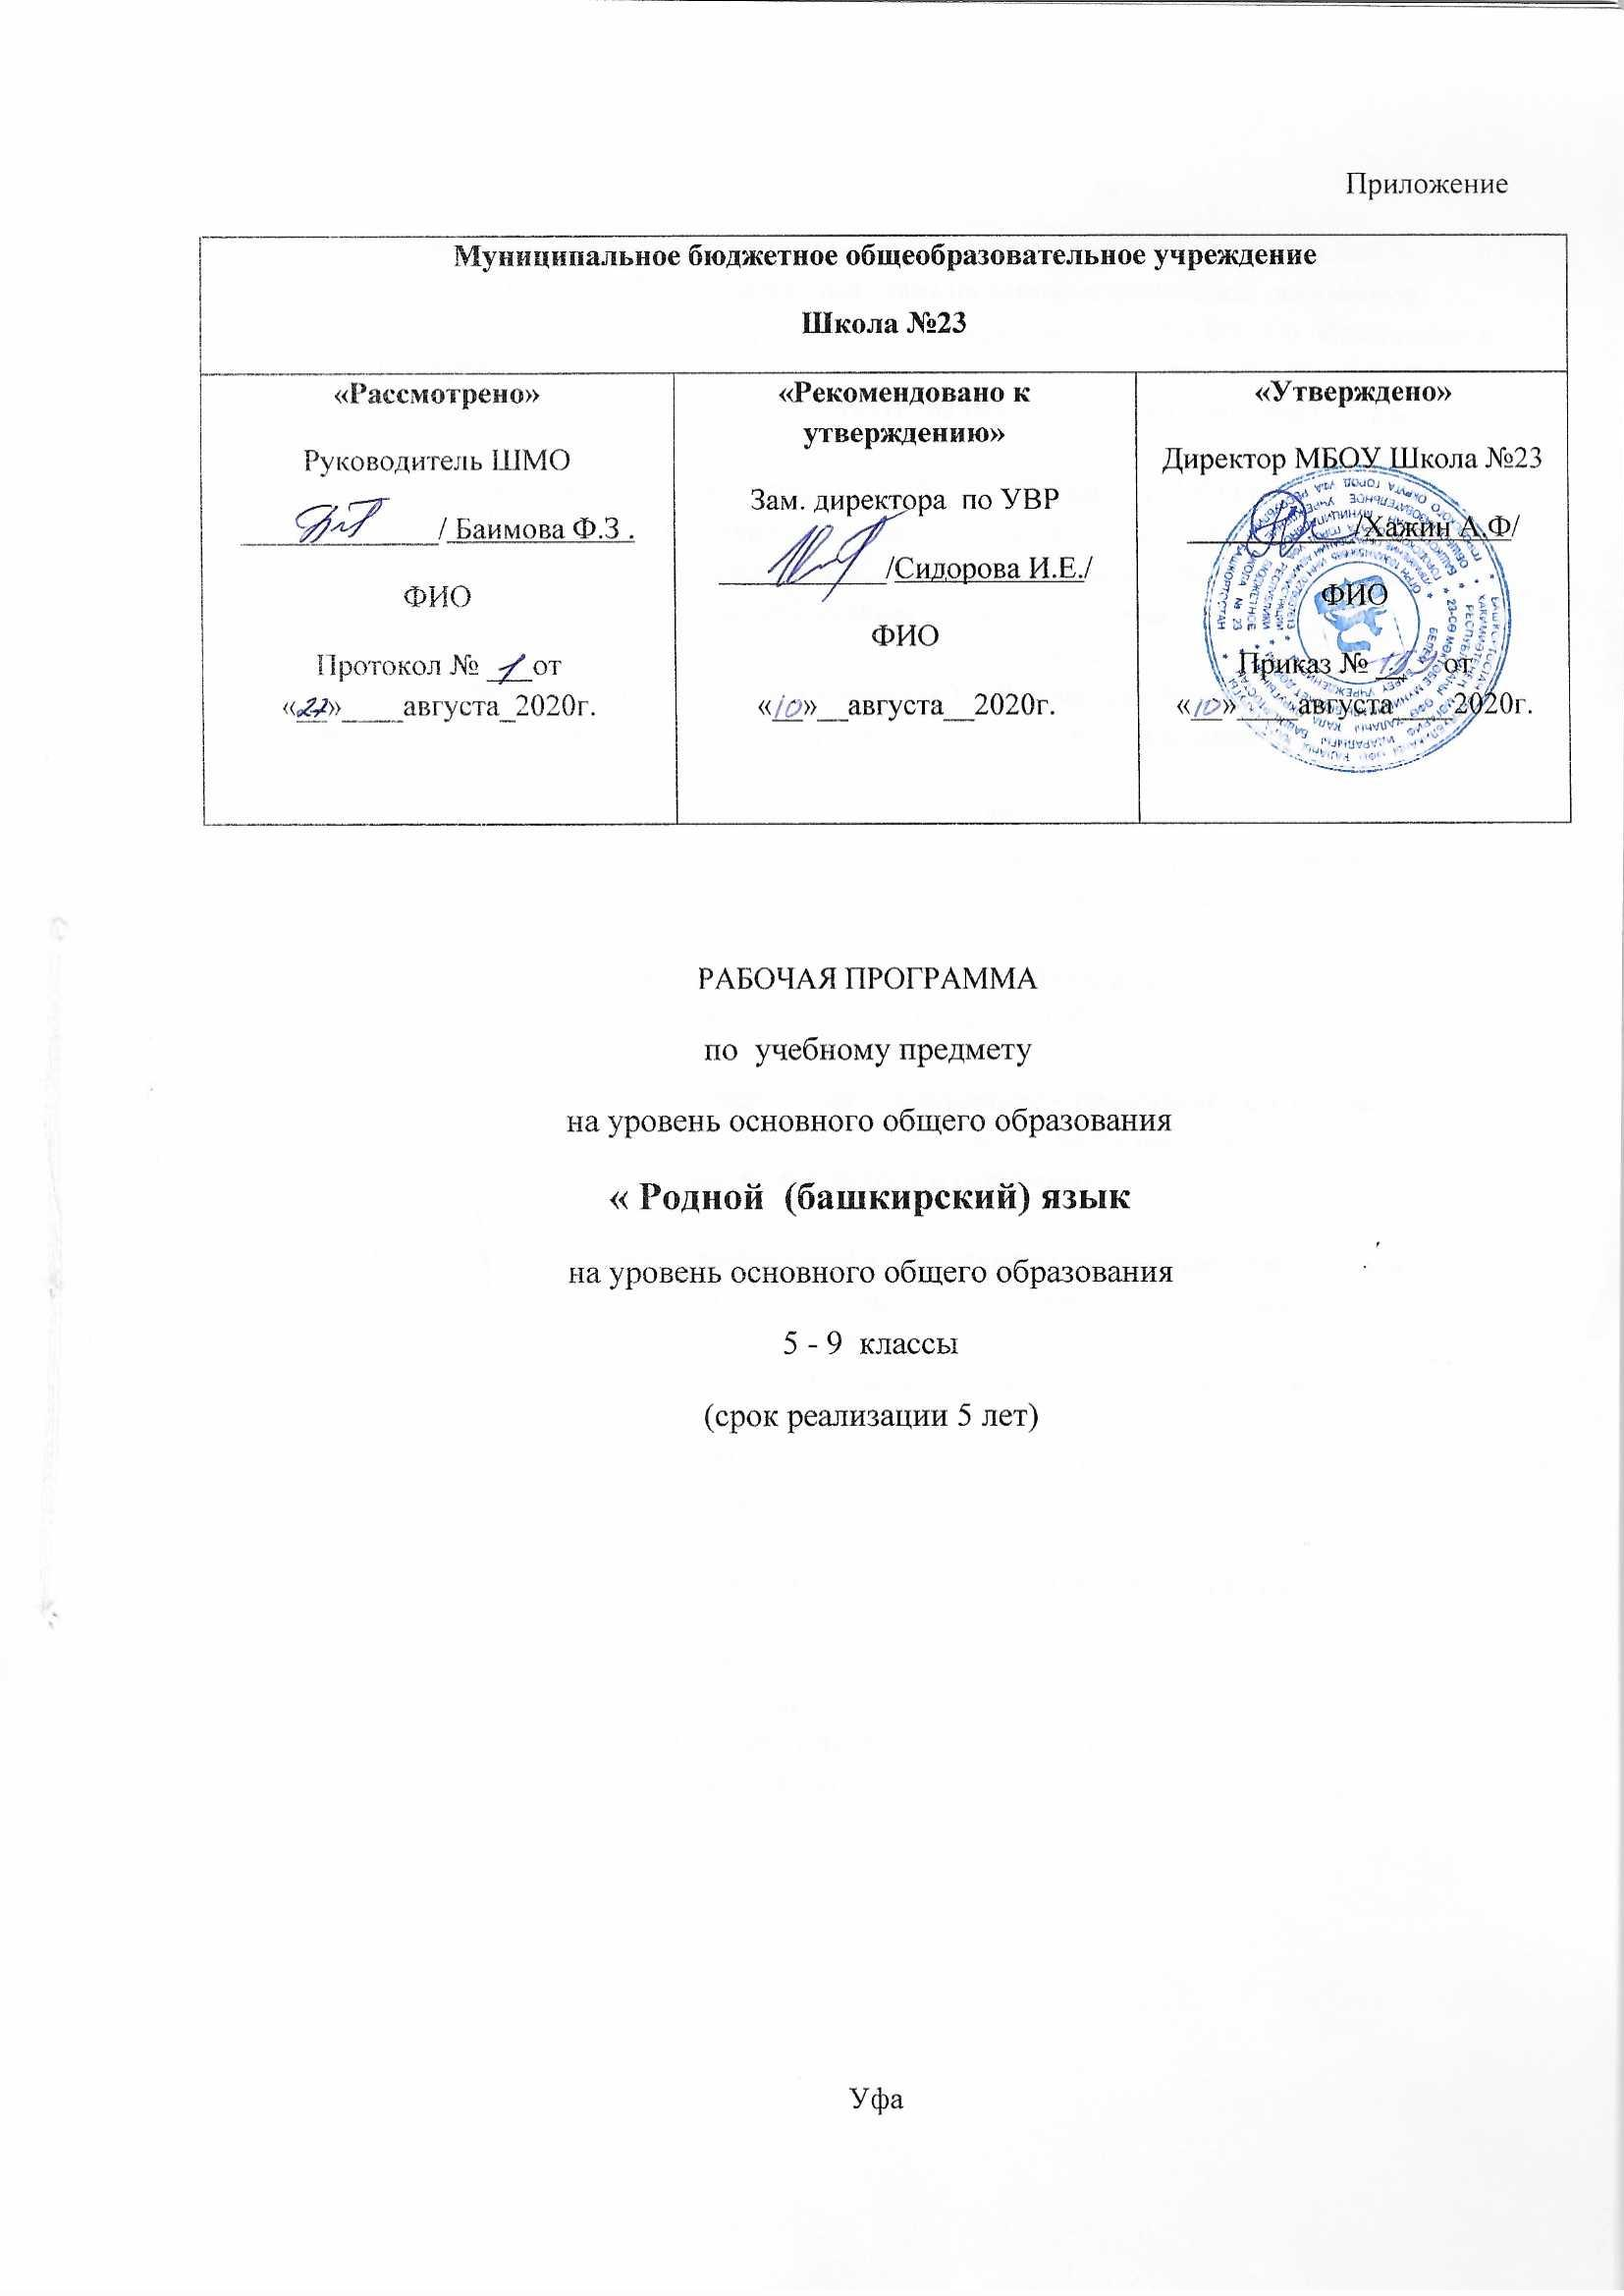 Приложение
Муниципальное бюджетное общеобразовательное учреждение
Школа №23
«Рассмотрено»
Руководитель ШМО
/ Баимова Ф.З .
ФИО
Протокол № 1 от
«27»____августа_2020г.
«Рекомендовано к
утверждению»
Зам. директора по УВР
/Сидорова И.Е./
ФИО
«10»__августа__2020г.
«Утверждено»
Директор МБОУ Школа №23
/Хажин А.Ф/
ФИО
Приказ № от
«10»____августа____2020г.
РАБОЧАЯ ПРОГРАММА
по учебному предмету
на уровень основного общего образования
« Родной (башкирский) язык
на уровень основного общего образования
5 - 9 классы
(срок реализации 5 лет)
Уфа